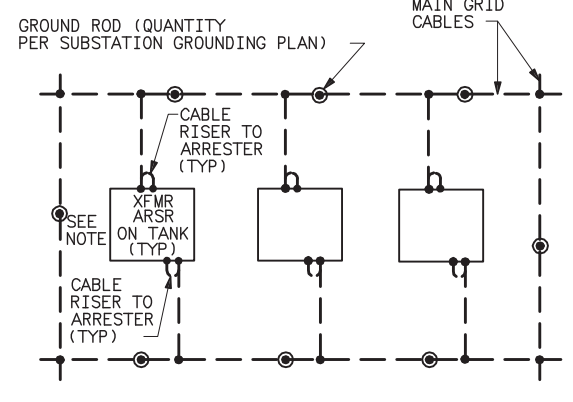 GROUND ROD (QUANTITY
PER SUBSTATION GROUNDING PLAN)
MAIN GRID
CABLES
CABLE
RISER TO
ARRESTER
(TYP)
XFMR
ARSR
ON TANK
(TYP)
SEE
NOTE
CABLE
RISER TO
ARRESTER
(TYP)